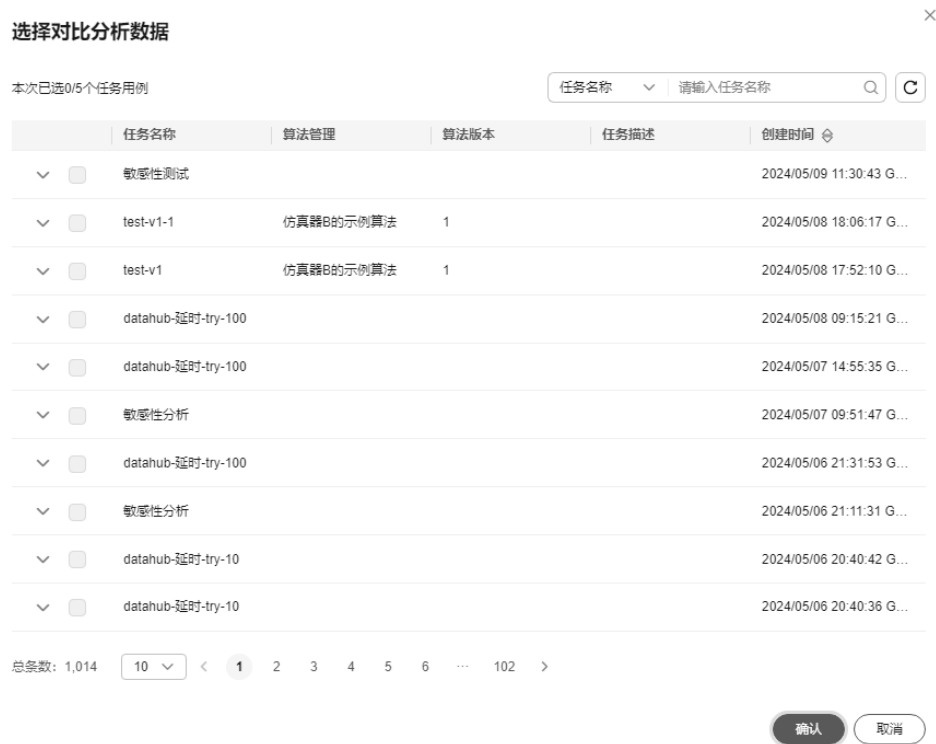 选择对比分析数据
本次已选0/5个任务用例 任务名称 请输入任务名称
任务名称 算法管理 算法版本 任务描述 创建时间
敏感性测试 2024/05/09 11:30:43 G...
test-v1-1 仿真器B的示例算法 1 2024/05/08 18:06:17 G...
test-v1 仿真器B的示例算法 1 2024/05/08 17:52:10 G...
datahub-延时-try-100 2024/05/08 09:15:21 G...
datahub-延时-try-100 2024/05/07 14:55:35 G...
敏感性分析 2024/05/07 09:51:47 G...
datahub-延时-try-100 2024/05/06 21:31:53 G...
敏感性分析 2024/05/06 21:11:31 G...
datahub-延时-try-10 2024/05/06 20:40:42 G...
datahub-延时-try-10 2024/05/06 20:40:36 G...
总条数：1,014 10 < 1 2 3 4 5 6 ... 102 >
确认 取消